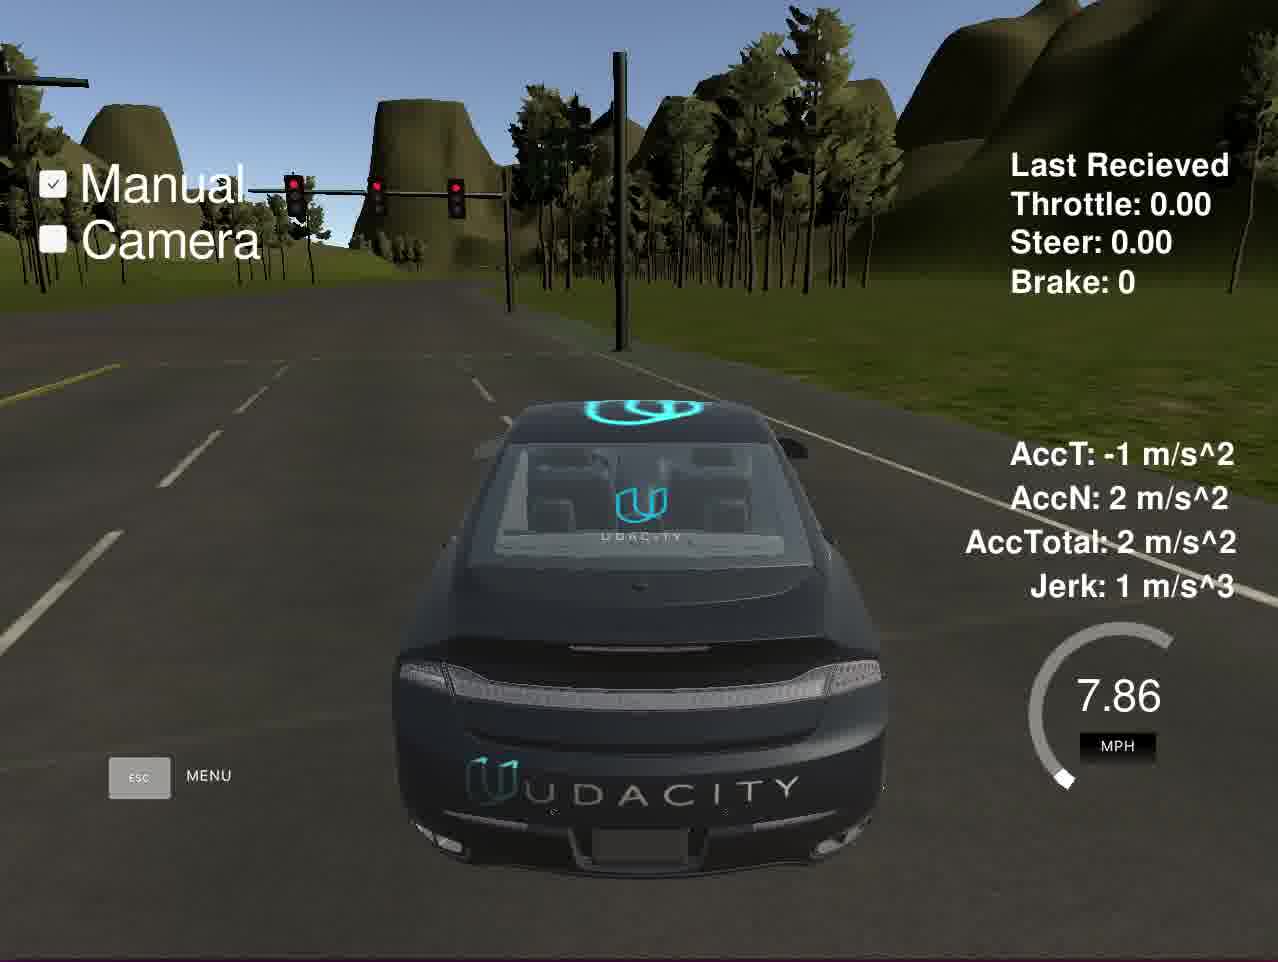 Manual
Camera
Last Recieved
Throttle: 0.00
Steer: 0.00
Brake: 0
AccT: -1 m/s^2
AccN: 2 m/s^2
AccTotal: 2 m/s^2
Jerk: 1 m/s^3
UDACITY
7.86
MPH
ESC MENU
UDACITY